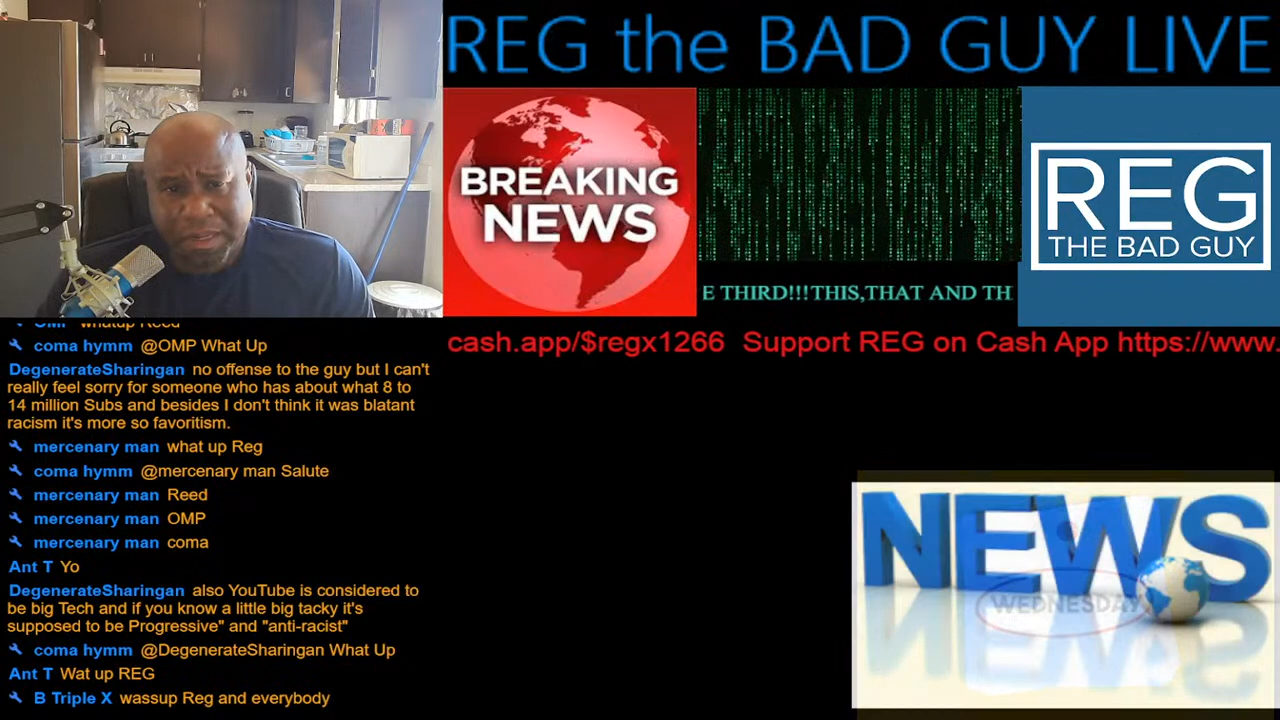 REG the BAD GUY LIVE
BREAKING
NEWS
REG
THE BAD GUY
E THIRD!!!THIS,THAT AND TH
cash.app/$regx1266 Support REG on Cash App https://www.
OMP whatup Reed
coma hymm @OMP What Up
DegenerateSharingan no offense to the guy but I can't
really feel sorry for someone who has about what 8 to
14 million Subs and besides I don't think it was blatant
racism it's more so favoritism.
mercenary man what up Reg
coma hymm @mercenary man Salute
mercenary man Reed
mercenary man OMP
mercenary man coma
Ant T Yo
DegenerateSharingan also YouTube is considered to
be big Tech and if you know a little big tacky it's
supposed to be Progressive" and "anti-racist"
coma hymm @DegenerateSharingan What Up
Ant T Wat up REG
B Triple X wassup Reg and everybody
NEWS
WEDNESDAY